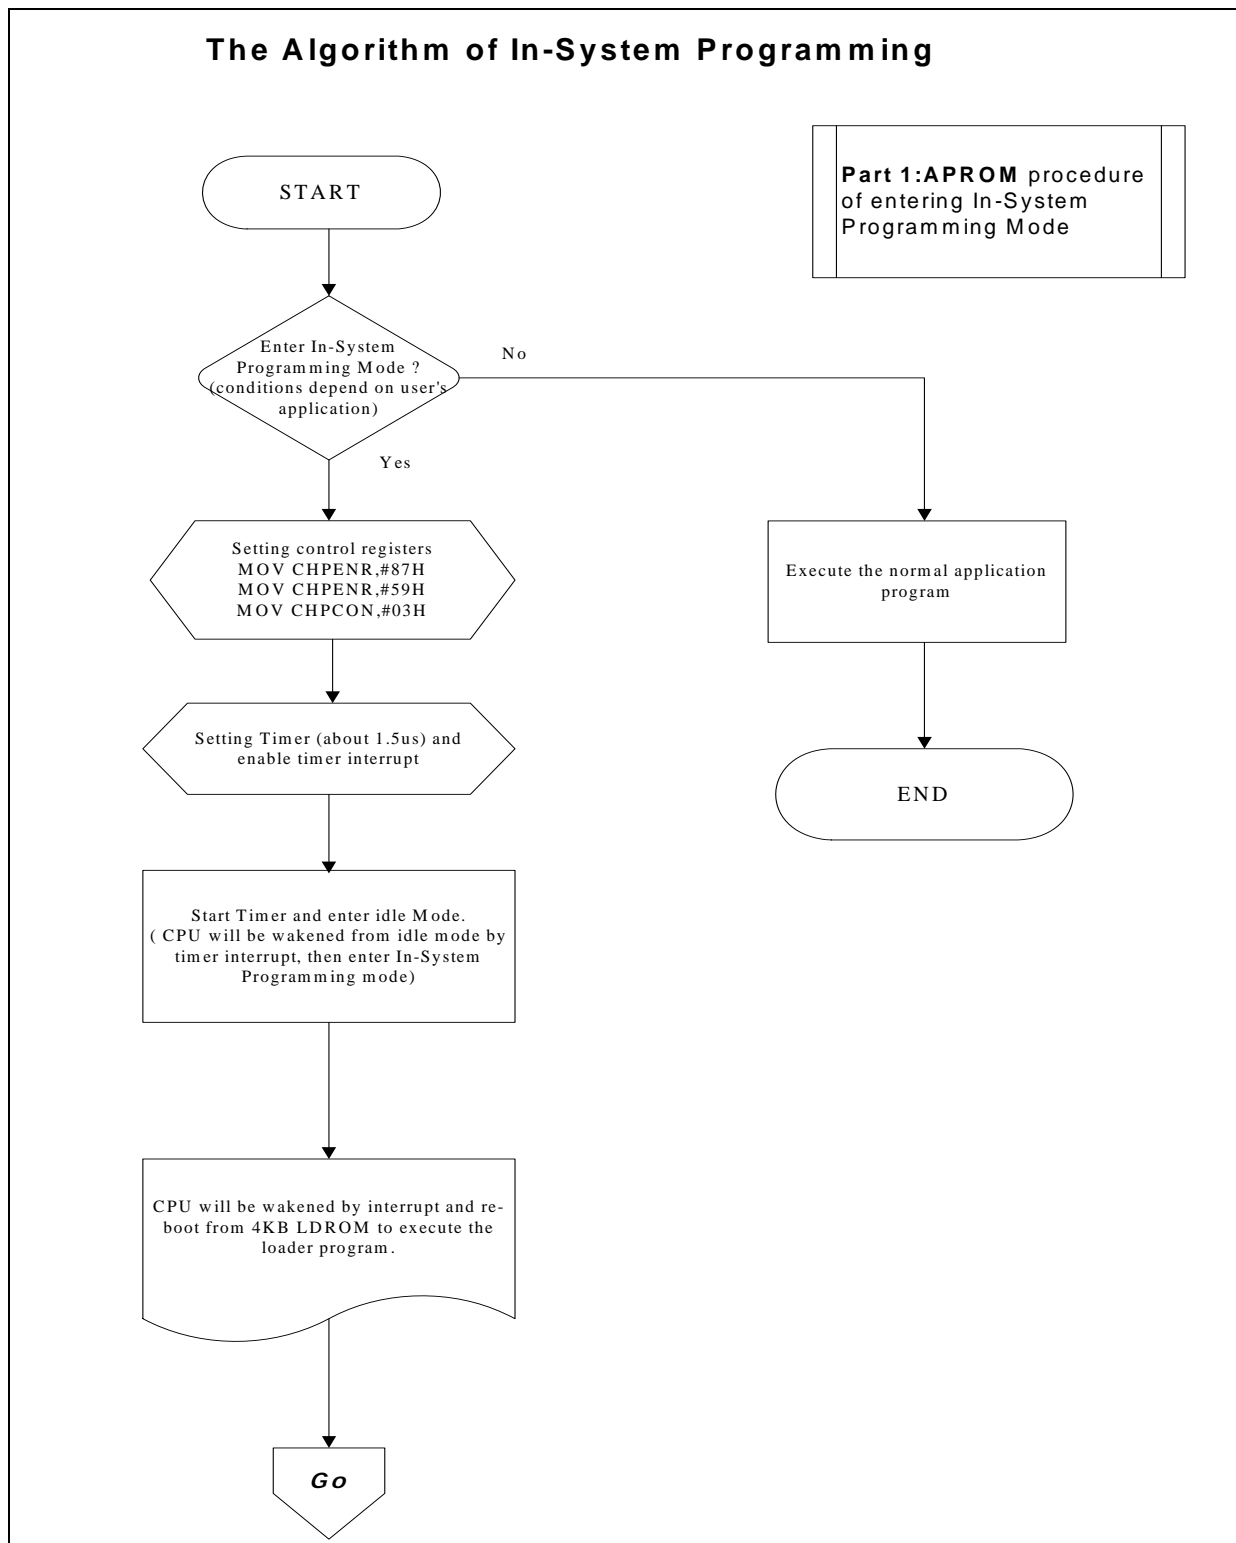 The Algorithm of In-System Programming
Part 1:APROM procedure
of entering In-System
Programming Mode
START
Enter In-System
Programming Mode ?
(conditions depend on user's
application)
No
Yes
Setting control registers
MOV CHPENR,#87H
MOV CHPENR,#59H
MOV CHPCON,#03H
Execute the normal application
program
Setting Timer (about 1.5us) and
enable timer interrupt
END
Start Timer and enter idle Mode.
( CPU will be wakened from idle mode by
timer interrupt, then enter In-System
Programming mode)
CPU will be wakened by interrupt and re-
boot from 4KB LDROM to execute the
loader program.
Go